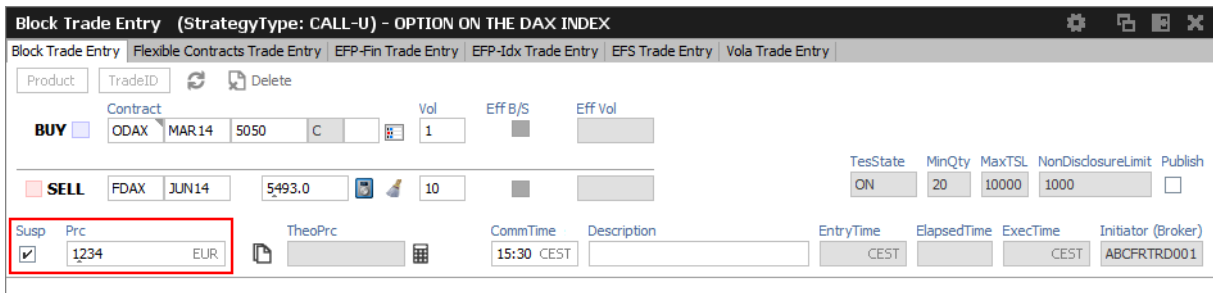 Block Trade Entry (StrategyType: CALL-U) - OPTION ON THE DAX INDEX
Block Trade Entry Flexible Contracts Trade Entry EFP-Fin Trade Entry EFP-Idx Trade Entry EFS Trade Entry Vola Trade Entry
Product TradeID Delete
Contract Vol Eff B/S Eff Vol
BUY ODAX MAR14 5050 C 1
TesState MinQty MaxTSL NonDisclosureLimit Publish
SELL FDAX JUN14 5493.0 10 ON 20 10000 1000
Susp Prc TheoPrc CommTime Description EntryTime ElapsedTime ExecTime Initiator (Broker)
1234 EUR 15:30 CEST CEST CEST ABCFRTRD001